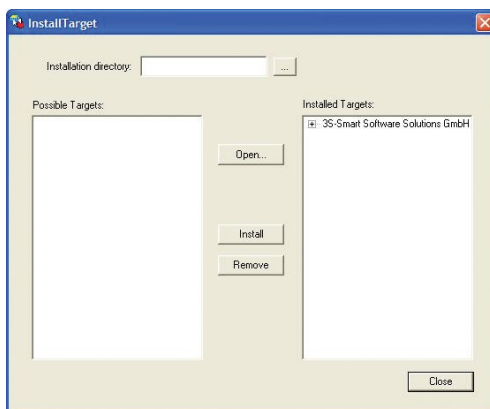 InstallTarget
Installation directory:
...
Possible Targets:
Installed Targets:
3S-Smart Software Solutions GmbH
Open...
Install
Remove
Close